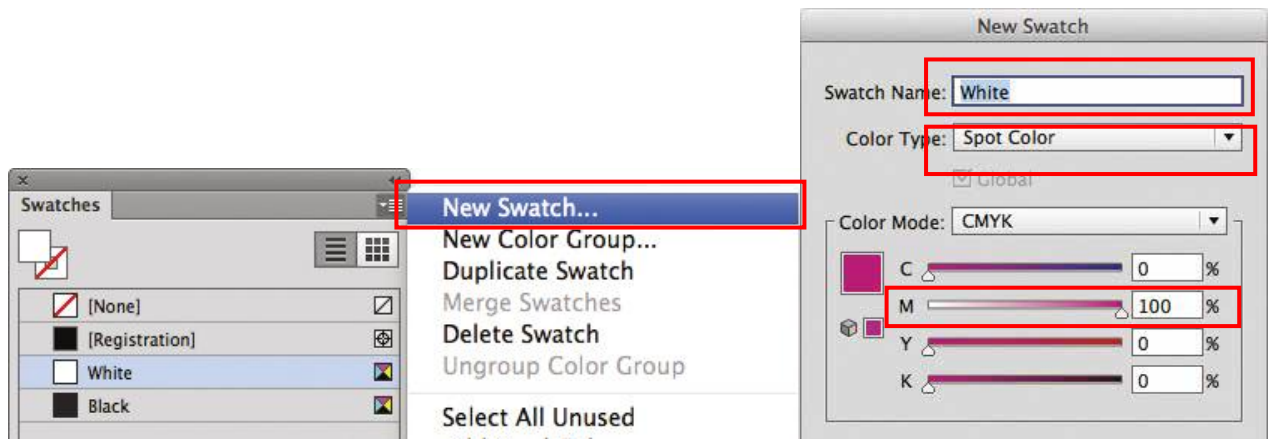 Swatches
[None]
[Registration]
White
Black
New Swatch...
New Color Group...
Duplicate Swatch
Merge Swatches
Delete Swatch
Ungroup Color Group
Select All Unused
New Swatch
Swatch Name: White
Color Type: Spot Color
Global
Color Mode: CMYK
C 0 %
M 100 %
Y 0 %
K 0 %